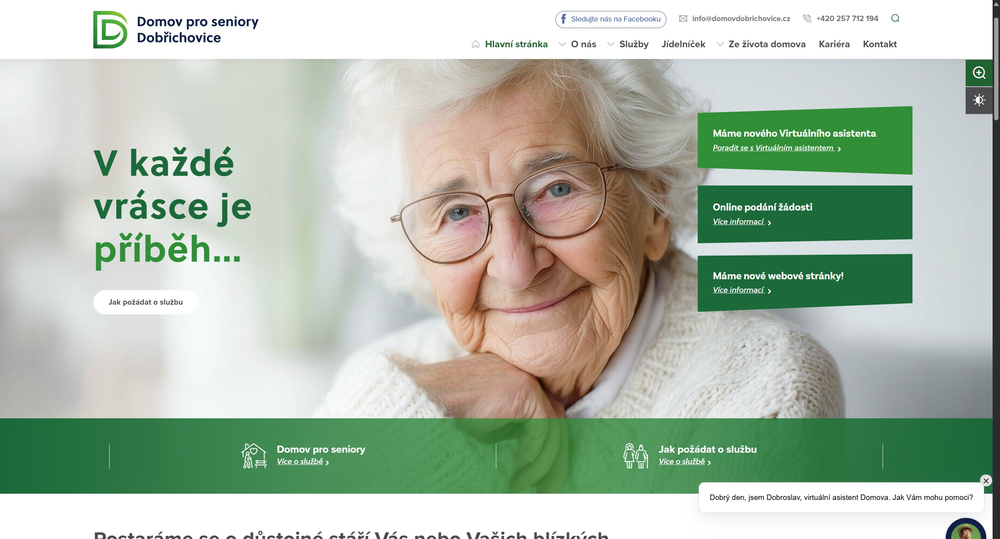 Domov pro seniory
Dobřichovice
Sledujte nás na Facebooku
info@domovdobrichovice.cz
+420 257 712 194
Hlavní stránka
O nás
Služby
Jídelníček
Ze života domova
Kariéra
Kontakt
V každé
vrásce je
příběh...
Jak požádat o službu
Máme nového Virtuálního asistenta
Poradit se s Virtuálním asistentem
Online podání žádosti
Více informací
Máme nové webové stránky!
Více informací
Domov pro seniory
Více o službě
Jak požádat o službu
Více o službě
Dobrý den, jsem Dobroslav, virtuální asistent Domova. Jak Vám mohu pomoci?
Postaráme se o důstojné stáří Vás nebo Vašich blízkých